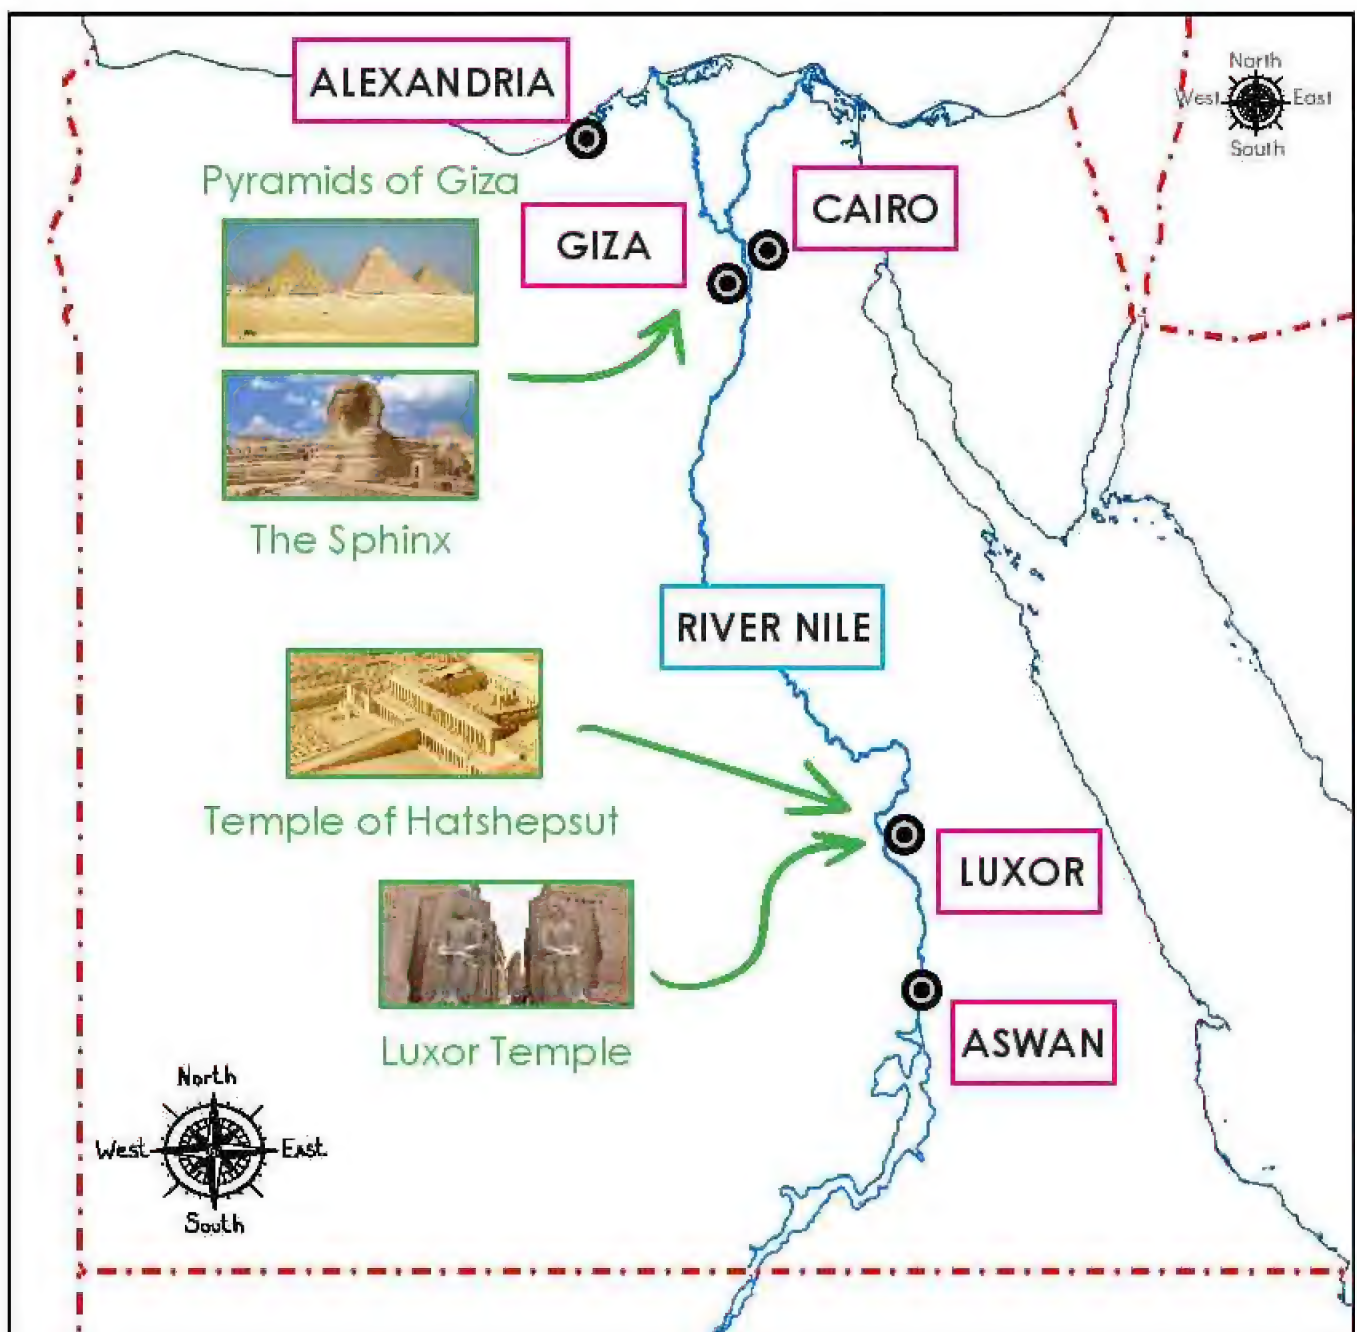 ALEXANDRIA
North
West East
South
Pyramids of Giza
CAIRO
GIZA
The Sphinx
RIVER NILE
Temple of Hatshepsut
LUXOR
ASWAN
Luxor Temple
North
West East
South